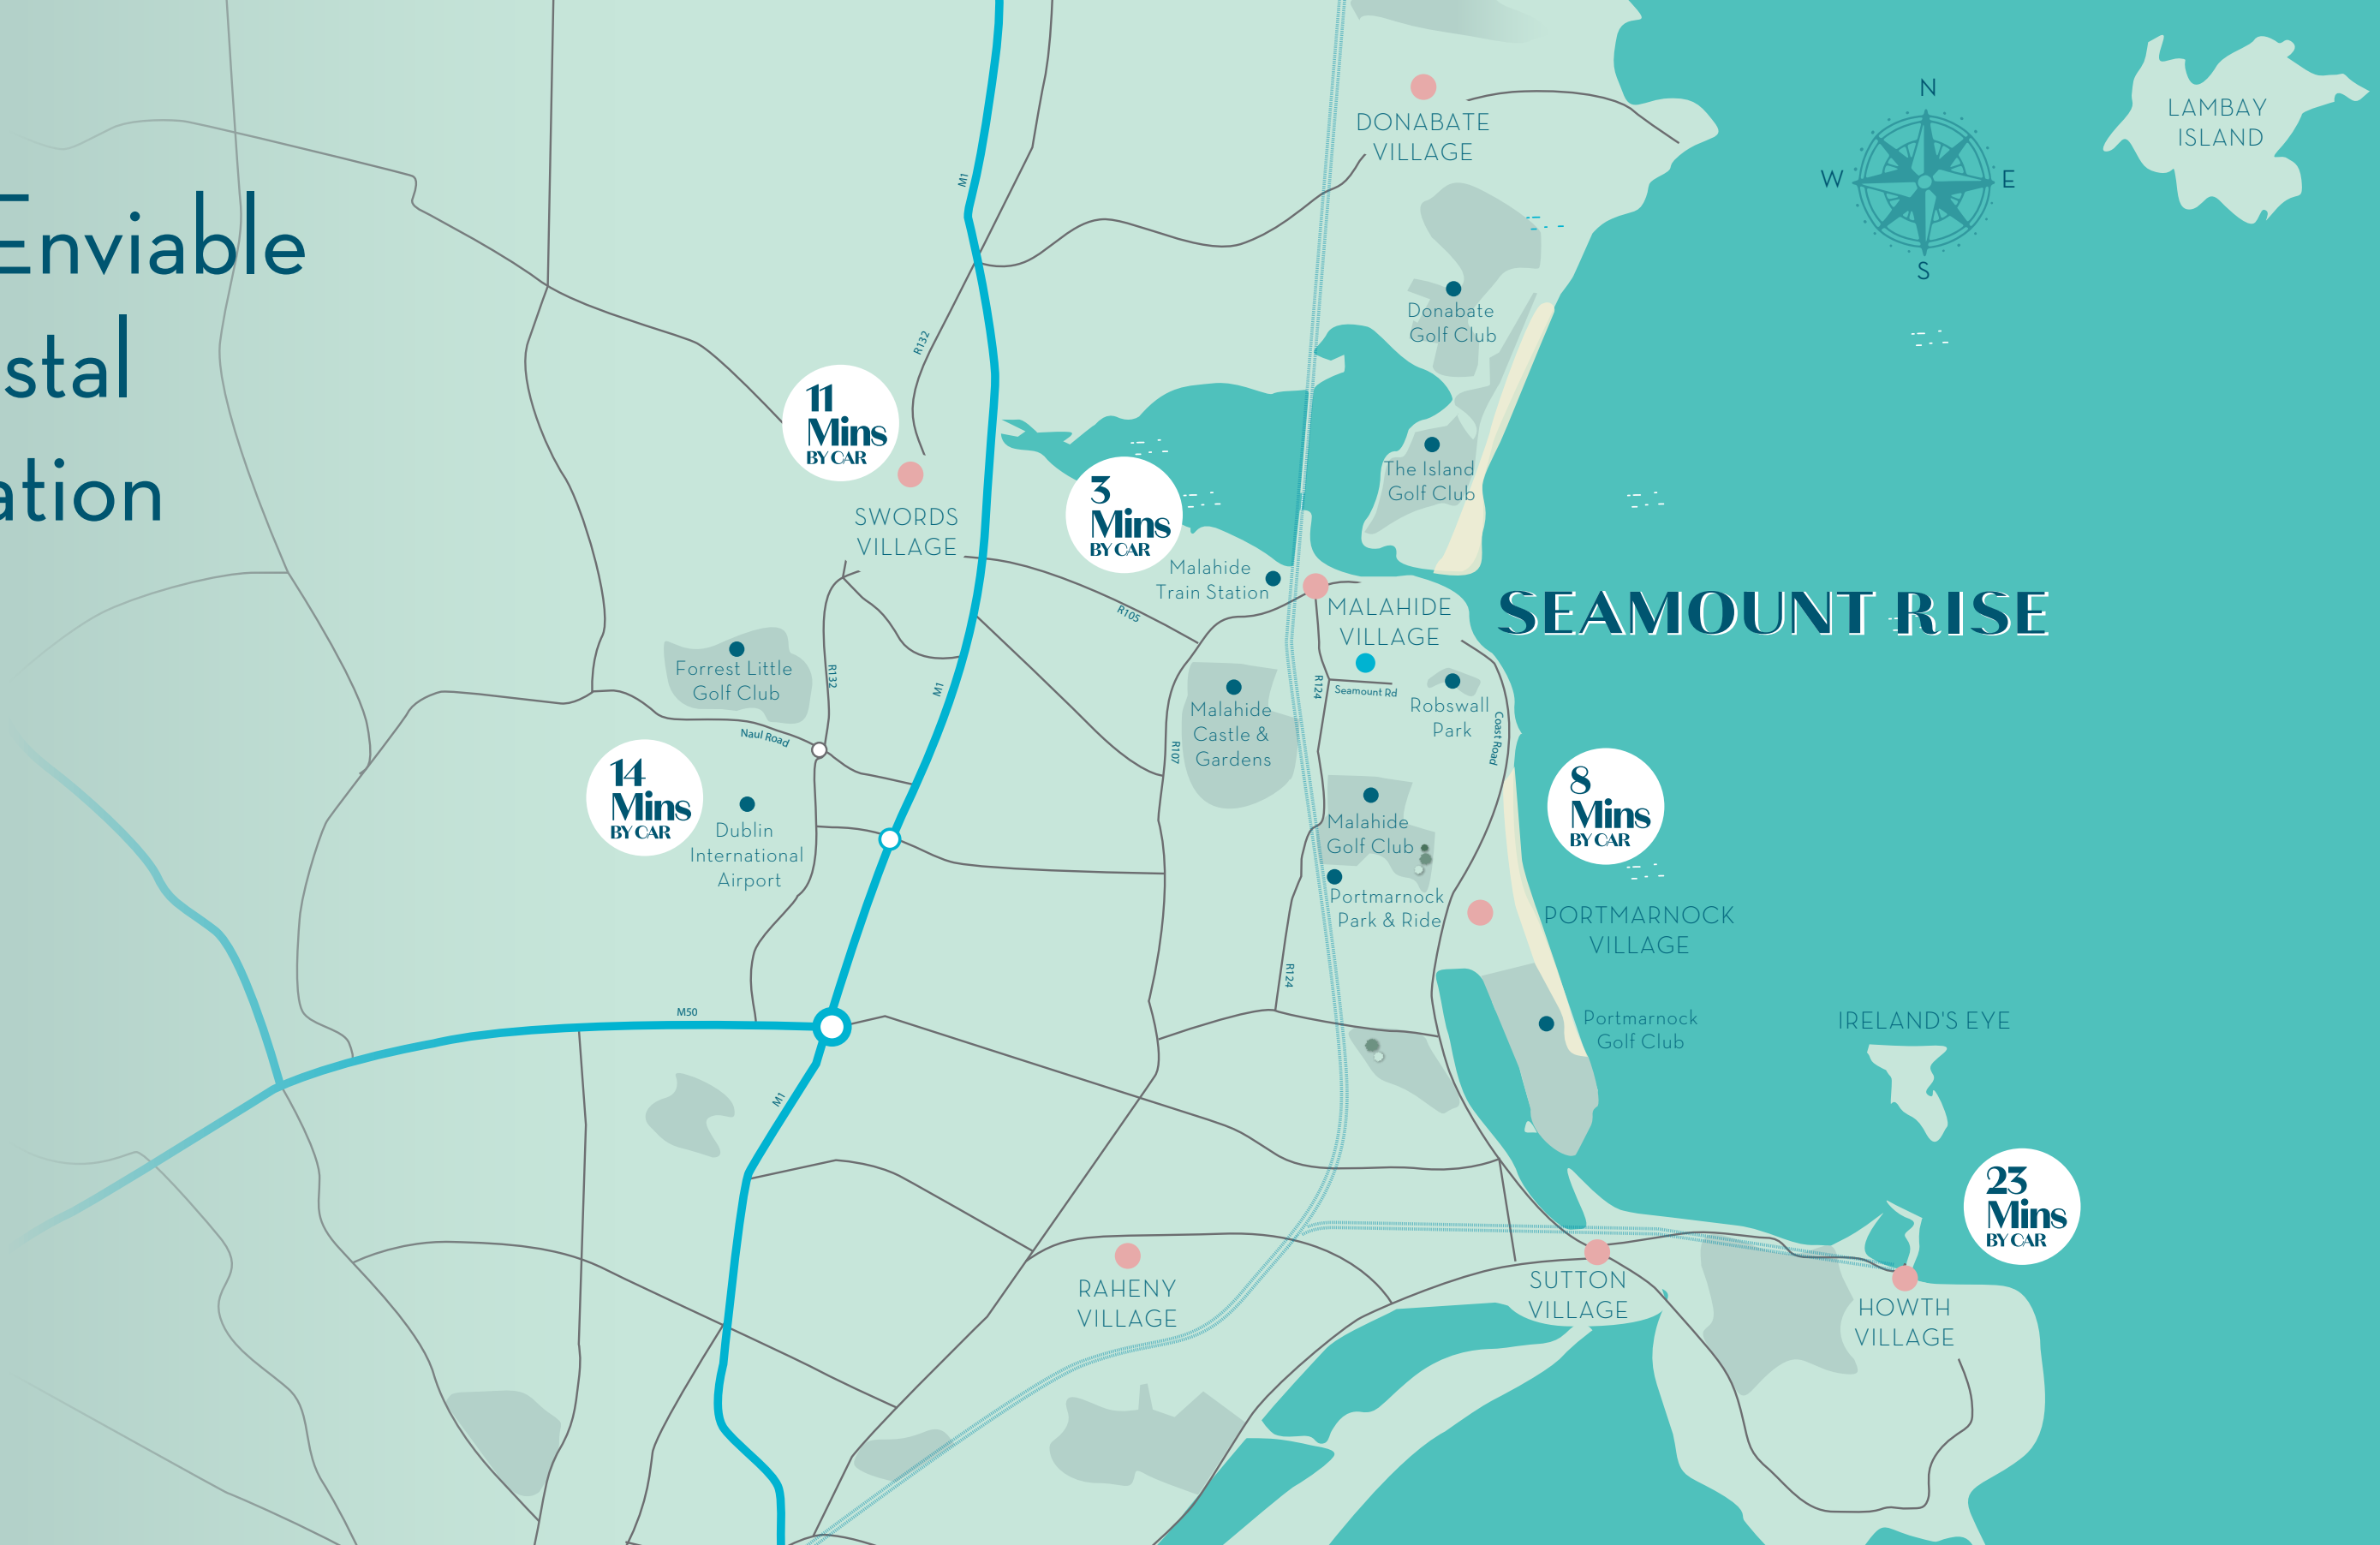 Enviable
stal
ation
N
W
E
S
LAMBAY
ISLAND
DONABATE
VILLAGE
M1
Donabate
Golf Club
R132
11
Mins
BY CAR
The Island
Golf Club
3
Mins
BY CAR
SWORDS
VILLAGE
Malahide
Train Station
R105
MALAHIDE
VILLAGE
SEAMOUNT RISE
Forrest Little
Golf Club
R132
M1
R124
Seamount Rd
Robswall
Park
Coast Road
Malahide
Castle &
Gardens
R107
Naul Road
14
Mins
BY CAR
Dublin
International
Airport
Malahide
Golf Club
8
Mins
BY CAR
Portmarnock
Park & Ride
PORTMARNOCK
VILLAGE
R124
M50
Portmarnock
Golf Club
IRELAND'S EYE
M1
23
Mins
BY CAR
RAHENY
VILLAGE
SUTTON
VILLAGE
HOWTH
VILLAGE